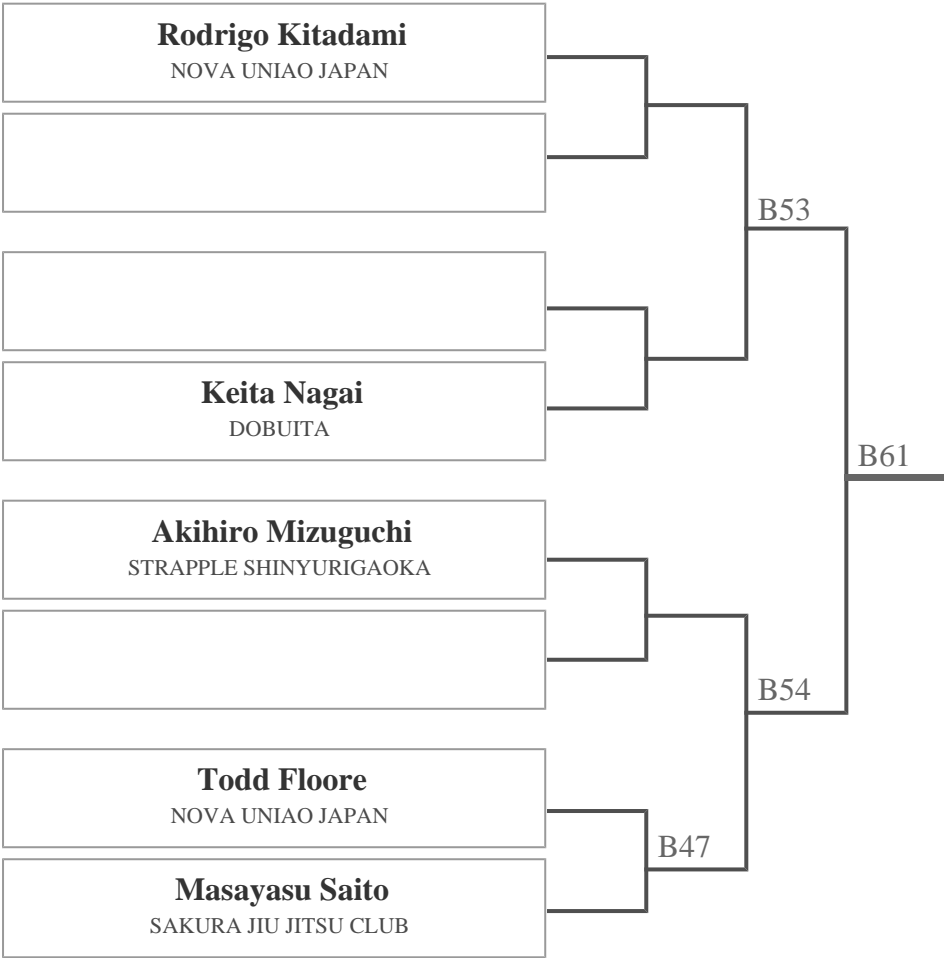 Rodrigo Kitadami
NOVA UNIAO JAPAN
B53
Keita Nagai
DOBUITA
B61
Akihiro Mizuguchi
STRAPPLE SHINYURIGAOKA
B54
Todd Floore
NOVA UNIAO JAPAN
B47
Masayasu Saito
SAKURA JIU JITSU CLUB